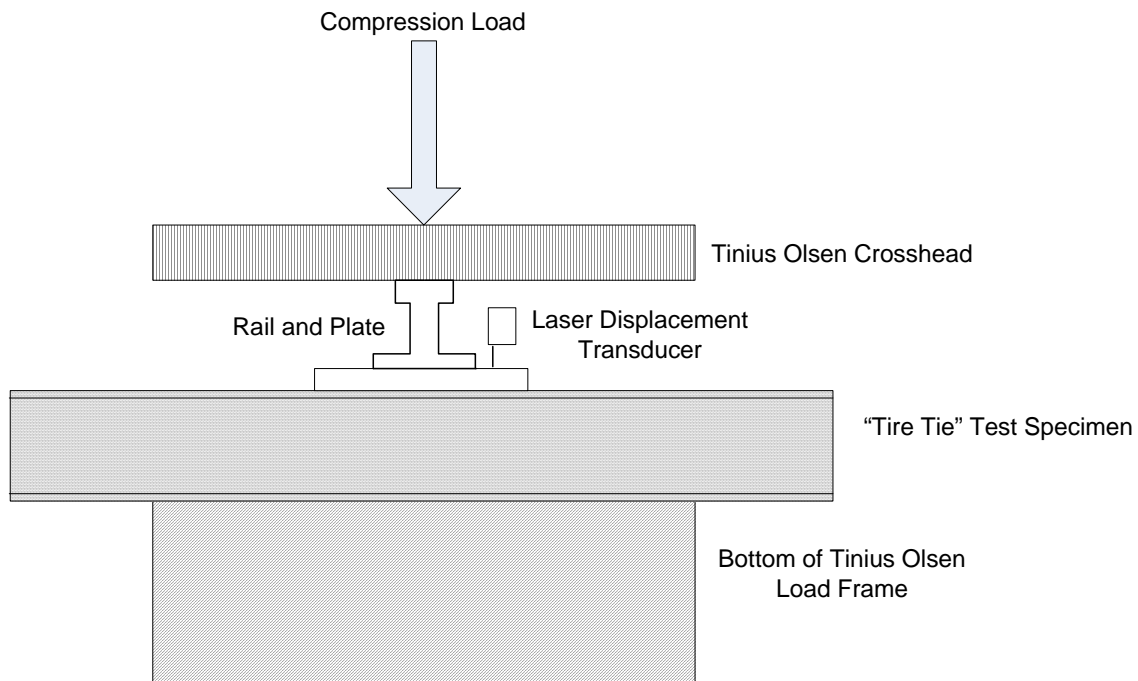 Compression Load
Tinius Olsen Crosshead
Rail and Plate
Laser Displacement
Transducer
“Tire Tie” Test Specimen
Bottom of Tinius Olsen
Load Frame